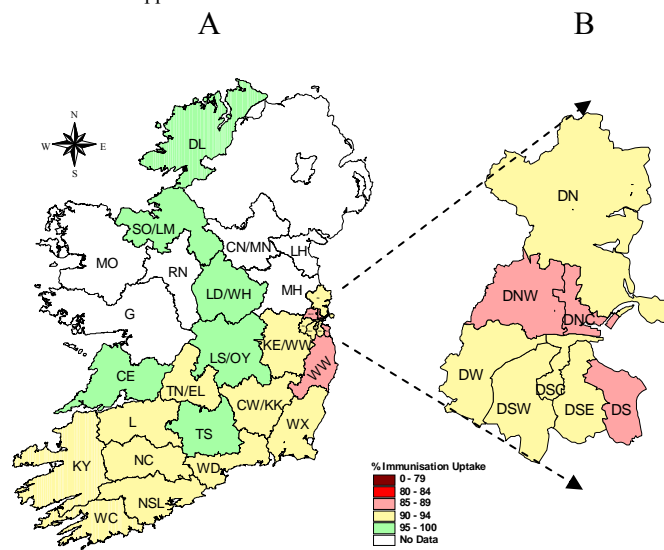 A
B
N
W
E
S
DL
SO/LM
CN/MN
LH
MO
RN
LD/WH
MH
G
LS/OY
KE/WW
CE
TN/EL
WW
L
CW/KK
TS
WX
KY
NC
WD
NSL
WC
DN
DNW
DNC
DW
DSC
DSW
DSE
DS
% Immunisation Uptake
0 - 79
80 - 84
85 - 89
90 - 94
95 - 100
No Data